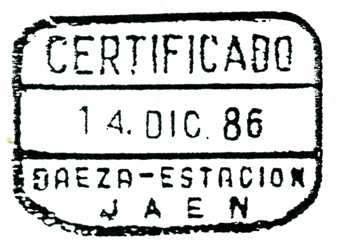 CERTIFICADO
14. DIC. 86
BAEZA-ESTACION
JAEN